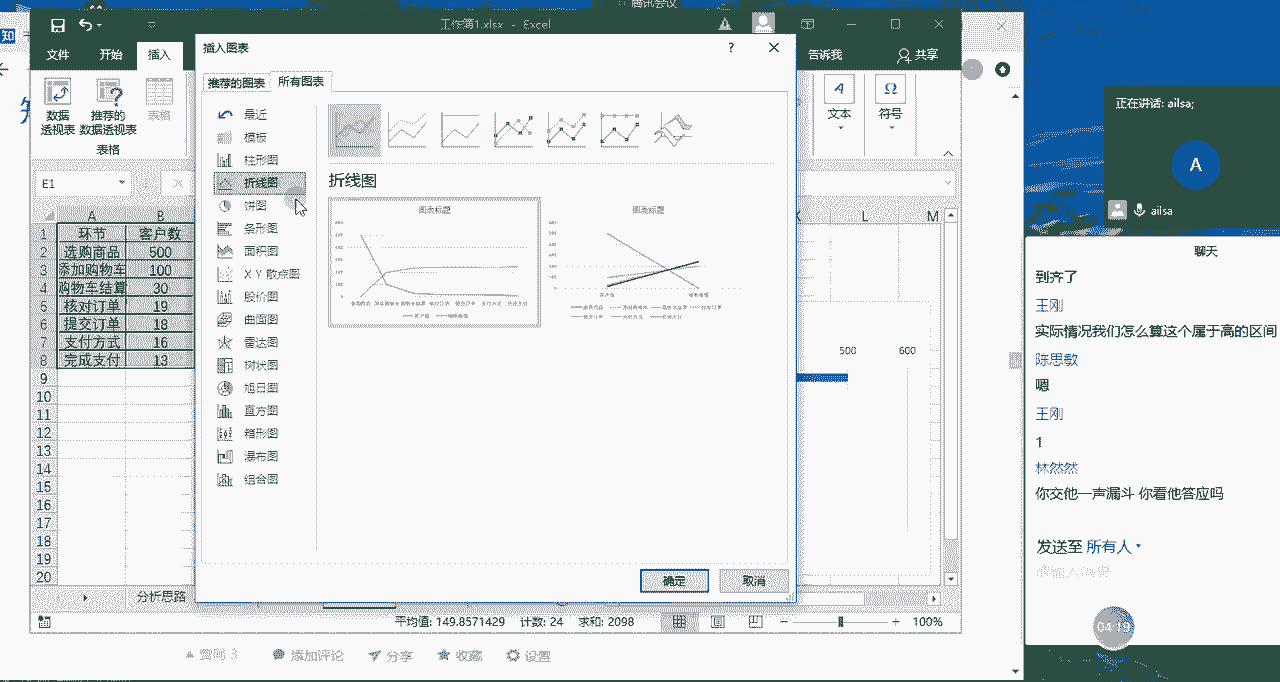 腾讯会议
知
工作簿1.xlsx - Excel
文件
开始
插入
告诉我
共享
数据
透视表
推荐的
数据透视表
表格
表格
文本
Ω
符号
E1
A
B
L
M
1 环节 客户数
2 选购商品 500
3 添加购物车 100
4 购物车结算 30
5 核对订单 19
6 提交订单 18
7 支付方式 16
8 完成支付 13
9
10
11
12
13
14
15
16
17
18
19
20
500
600
分析思路
平均值: 149.8571429 计数: 24 求和: 2098
100%
插入图表
?
推荐的图表
所有图表
最近
模板
柱形图
折线图
饼图
条形图
面积图
X Y 散点图
股价图
曲面图
雷达图
树状图
旭日图
直方图
箱形图
瀑布图
组合图
折线图
图表标题
图表标题
确定
取消
赞同 3
添加评论
分享
收藏
设置
正在讲话: ailsa;
A
ailsa
聊天
到齐了
王刚
实际情况我们怎么算这个属于高的区间
陈思敏
嗯
王刚
1
林然然
你交他一声漏斗 你看他答应吗
发送至 所有人
请输入消息
04:19